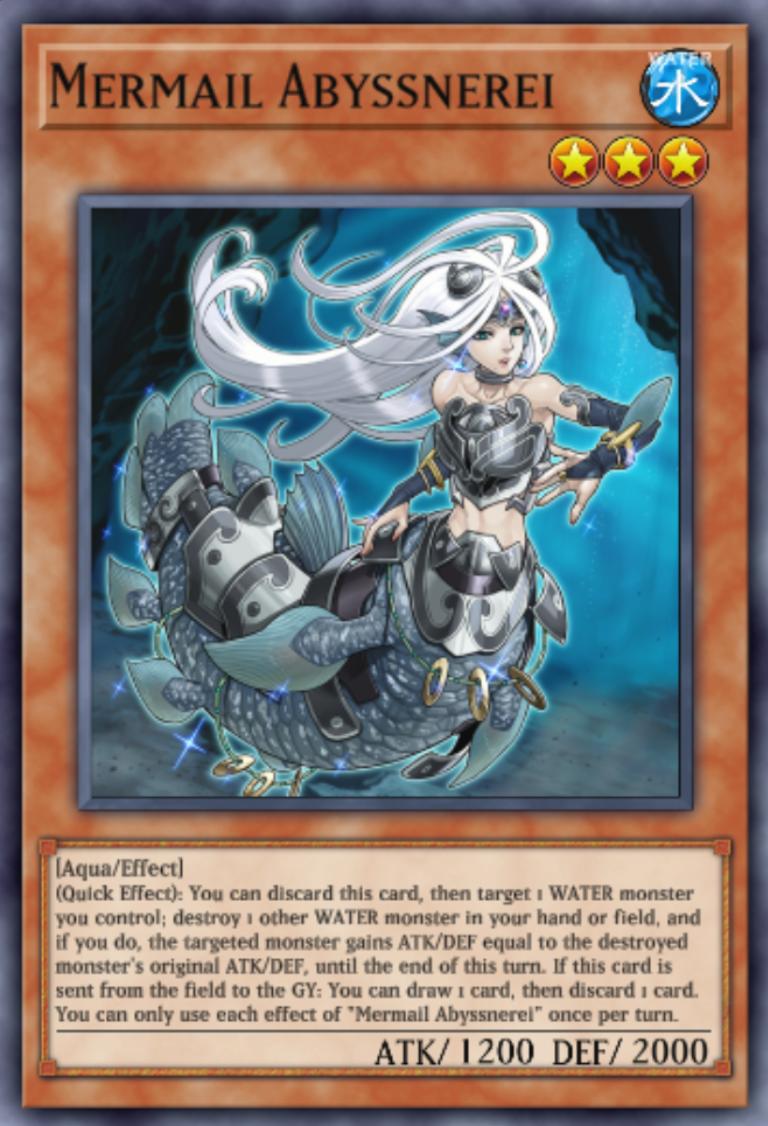 MERMAIL ABYSSNEREI
WATER
水
[Aqua/Effect]
(Quick Effect): You can discard this card, then target 1 WATER monster
you control; destroy 1 other WATER monster in your hand or field, and
if you do, the targeted monster gains ATK/DEF equal to the destroyed
monster's original ATK/DEF, until the end of this turn. If this card is
sent from the field to the GY: You can draw 1 card, then discard 1 card.
You can only use each effect of "Mermail Abyssnerei" once per turn.
ATK/ 1200 DEF/ 2000